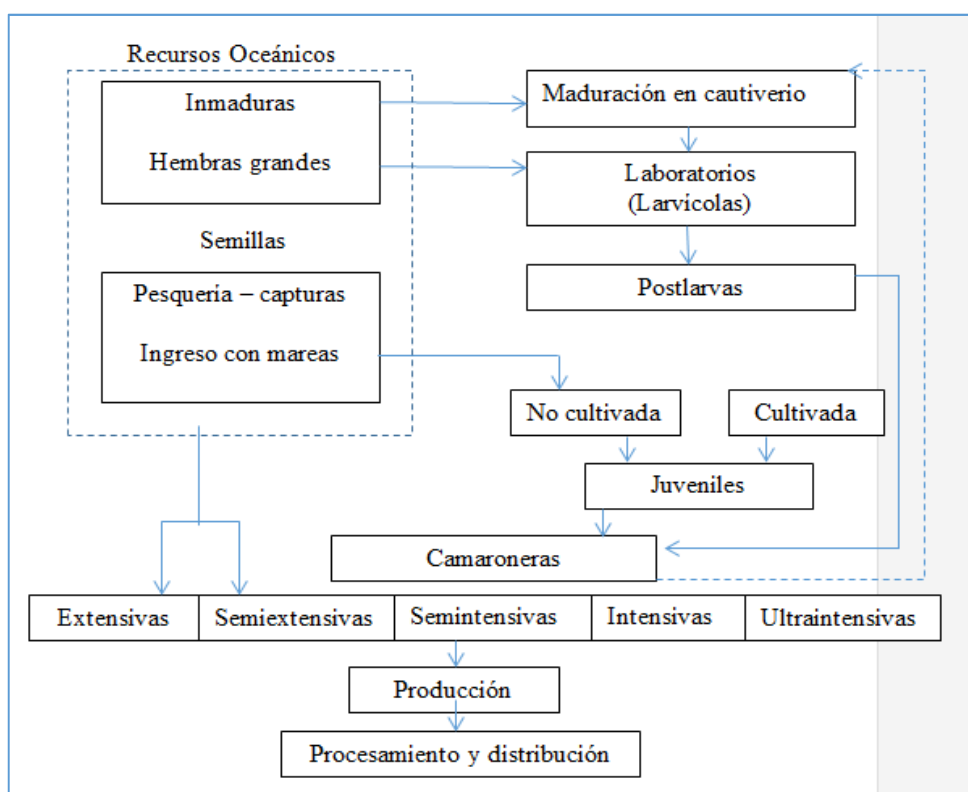 Recursos Oceánicos
Inmaduras
Hembras grandes
Semillas
Pesquería – capturas
Ingreso con mareas
Maduración en cautiverio
Laboratorios
(Larvícolas)
Postlarvas
No cultivada
Cultivada
Juveniles
Camaroneras
Extensivas
Semiextensivas
Semintensivas
Intensivas
Ultraintensivas
Producción
Procesamiento y distribución